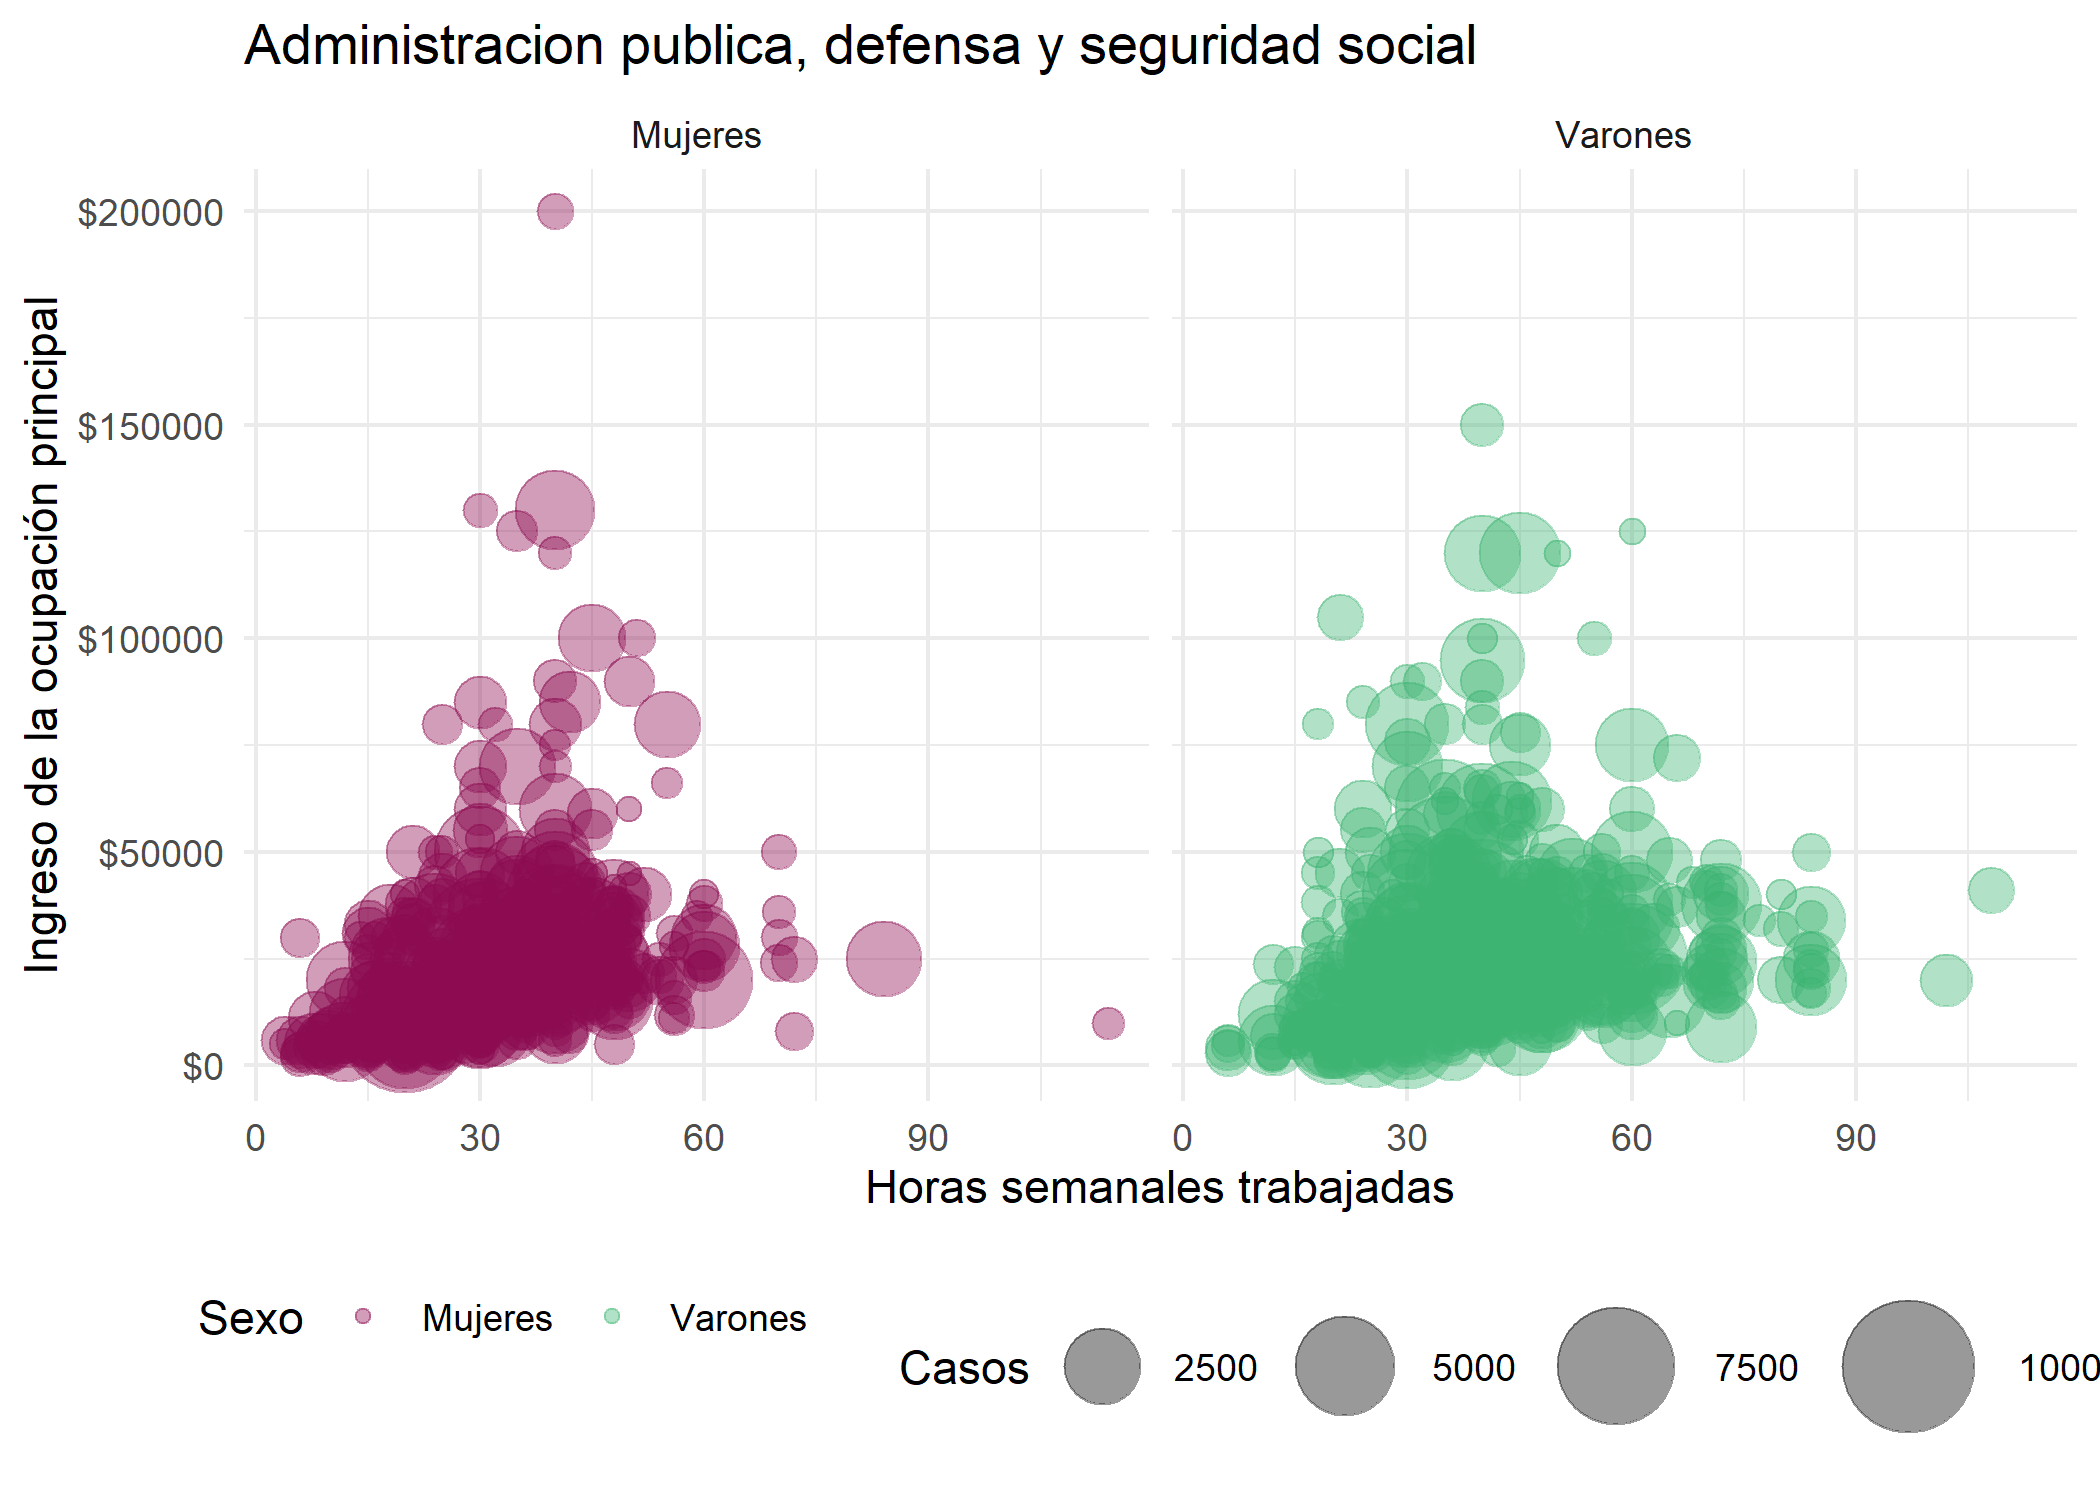 Administracion publica, defensa y seguridad social
Mujeres
Varones
Ingreso de la ocupación principal
$200000
$150000
$100000
$50000
$0
0 30 60 90
0 30 60 90
Horas semanales trabajadas
Sexo Mujeres Varones
Casos 2500 5000 7500 1000